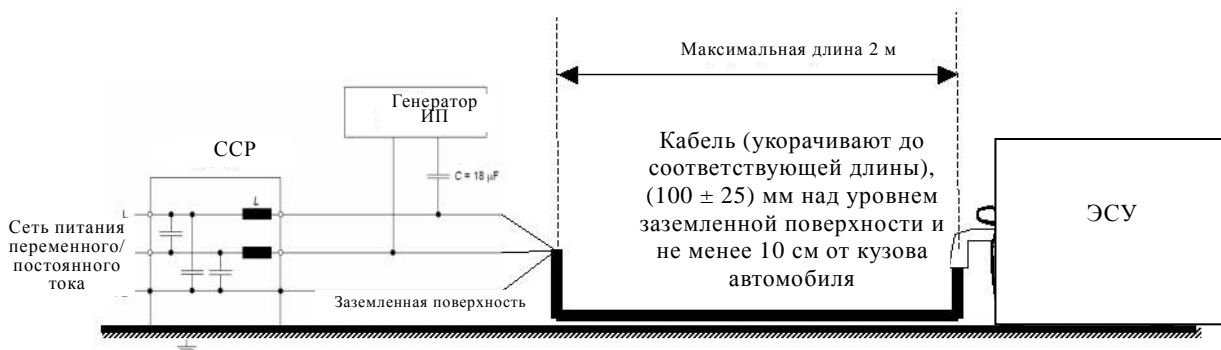 Максимальная длина 2 м
Генератор
ИП
ССР
C = 18 µF
Кабель (укорачивают до
соответствующей длины),
(100 ± 25) мм над уровнем
заземленной поверхности и
не менее 10 см от кузова
автомобиля
ЭСУ
L
L
Сеть питания
переменного/
постоянного
тока
Заземленная поверхность